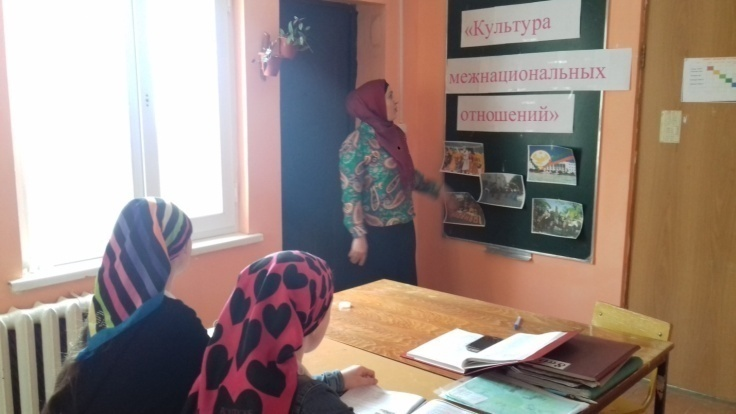 «Культура
межнациональных
отношений»